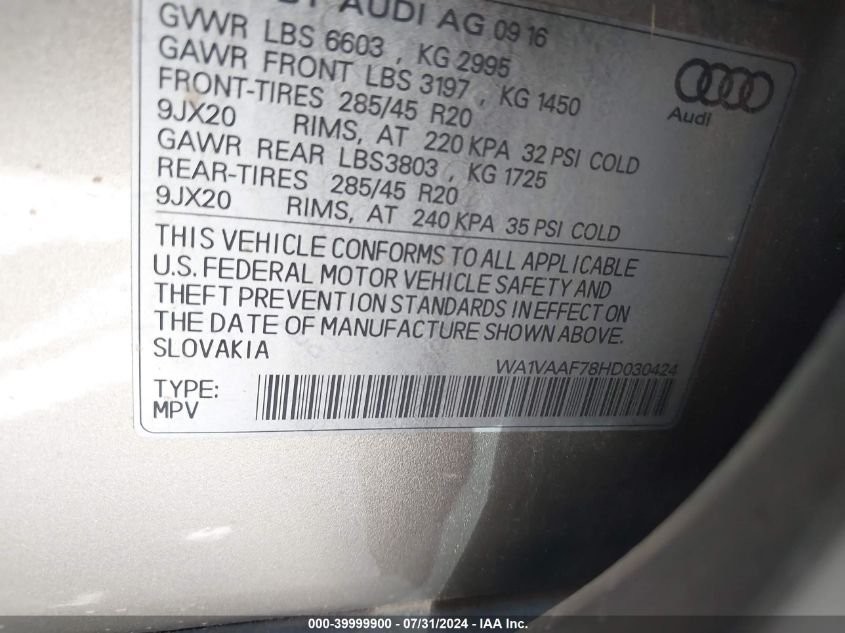 AUDI AG 09 16
GVWR LBS 6603 , KG 2995
GAWR FRONT LBS 3197 , KG 1450
FRONT-TIRES 285/45 R20
9JX20 RIMS, AT 220 KPA 32 PSI COLD
GAWR REAR LBS3803 , KG 1725
REAR-TIRES 285/45 R20
9JX20 RIMS, AT 240 KPA 35 PSI COLD
Audi
THIS VEHICLE CONFORMS TO ALL APPLICABLE
U.S. FEDERAL MOTOR VEHICLE SAFETY AND
THEFT PREVENTION STANDARDS IN EFFECT ON
THE DATE OF MANUFACTURE SHOWN ABOVE.
SLOVAKIA
WA1VAAF78HD030424
TYPE:
MPV
000-39999900 - 07/31/2024 - IAA Inc.